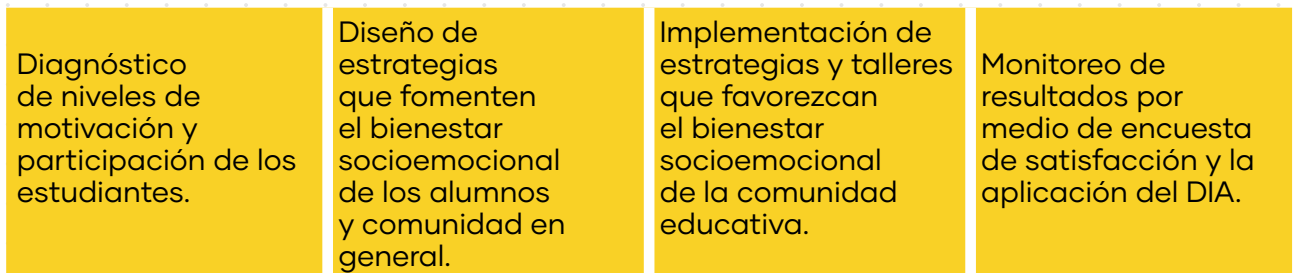 Diagnóstico
de niveles de
motivación y
participación de los
estudiantes.
Diseño de
estrategias
que fomenten
el bienestar
socioemocional
de los alumnos
y comunidad en
general.
Implementación de
estrategias y talleres
que favorezcan
el bienestar
socioemocional
de la comunidad
educativa.
Monitoreo de
resultados por
medio de encuesta
de satisfacción y la
aplicación del DIA.